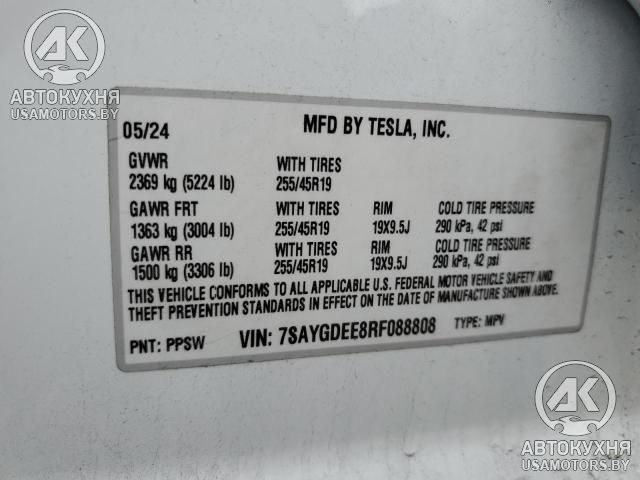 АК
АВТОКУХНЯ
USAMOTORS.BY
05/24 MFD BY TESLA, INC.
GVWR WITH TIRES
2369 kg (5224 lb) 255/45R19
GAWR FRT WITH TIRES RIM COLD TIRE PRESSURE
1363 kg (3004 lb) 255/45R19 19X9.5J 290 kPa, 42 psi
GAWR RR WITH TIRES RIM COLD TIRE PRESSURE
1500 kg (3306 lb) 255/45R19 19X9.5J 290 kPa, 42 psi
THIS VEHICLE CONFORMS TO ALL APPLICABLE U.S. FEDERAL MOTOR VEHICLE SAFETY AND
THEFT PREVENTION STANDARDS IN EFFECT ON THE DATE OF MANUFACTURE SHOWN ABOVE.
PNT: PPSW VIN: 7SAYGDEE8RF088808 TYPE: MPV
АК
АВТОКУХНЯ
USAMOTORS.BY